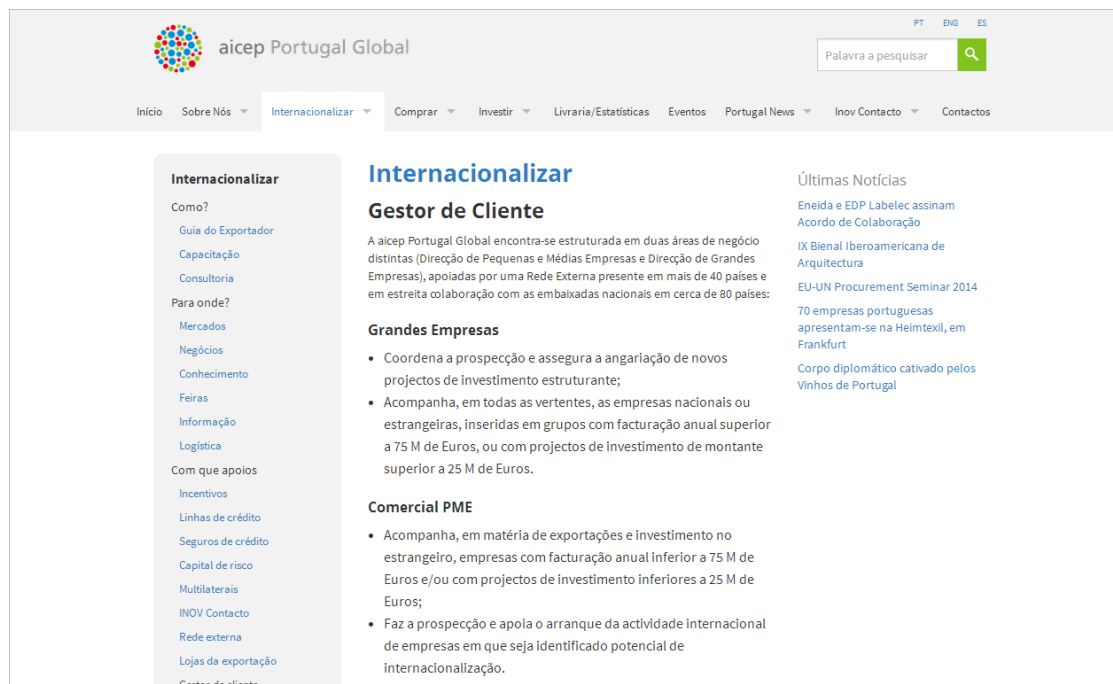 PT ENG ES
aicep Portugal Global
Palavra a pesquisar
Início Sobre Nós Internacionalizar Comprar Investir Livraria/Estatísticas Eventos Portugal News Inov Contacto Contactos
Internacionalizar
Como?
Guia do Exportador
Capacitação
Consultoria
Para onde?
Mercados
Negócios
Conhecimento
Feiras
Informação
Logística
Com que apoios
Incentivos
Linhas de crédito
Seguros de crédito
Capital de risco
Multilaterais
INOV Contacto
Rede externa
Lojas da exportação
Gestor de cliente
Internacionalizar
Gestor de Cliente
A aicep Portugal Global encontra-se estruturada em duas áreas de negócio
distintas (Direcção de Pequenas e Médias Empresas e Direcção de Grandes
Empresas), apoiadas por uma Rede Externa presente em mais de 40 países e
em estreita colaboração com as embaixadas nacionais em cerca de 80 países:
Grandes Empresas
• Coordena a prospecção e assegura a angariação de novos
projectos de investimento estruturante;
• Acompanha, em todas as vertentes, as empresas nacionais ou
estrangeiras, inseridas em grupos com facturação anual superior
a 75 M de Euros, ou com projectos de investimento de montante
superior a 25 M de Euros.
Comercial PME
• Acompanha, em matéria de exportações e investimento no
estrangeiro, empresas com facturação anual inferior a 75 M de
Euros e/ou com projectos de investimento inferiores a 25 M de
Euros;
• Faz a prospecção e apoia o arranque da actividade internacional
de empresas em que seja identificado potencial de
internacionalização.
Últimas Notícias
Eneida e EDP Labelec assinam
Acordo de Colaboração
IX Bienal Iberoamericana de
Arquitectura
EU-UN Procurement Seminar 2014
70 empresas portuguesas
apresentam-se na Heimtexil, em
Frankfurt
Corpo diplomático cativado pelos
Vinhos de Portugal